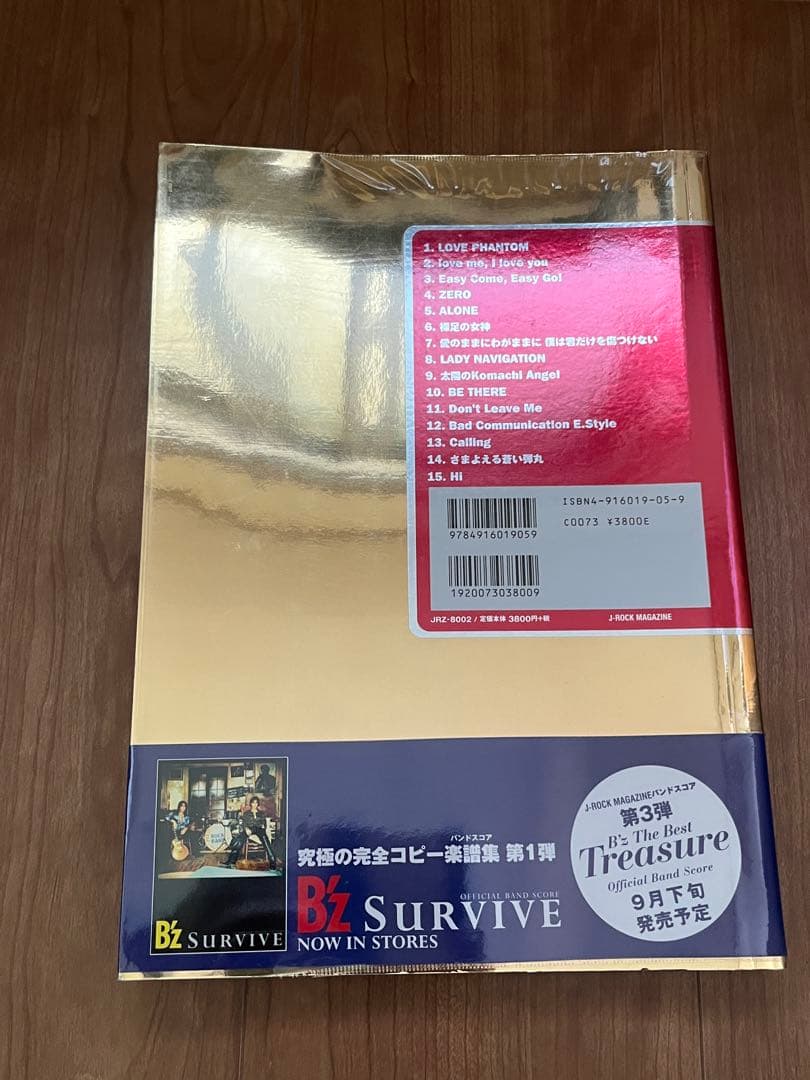 1. LOVE PHANTOM
2. love me, I love you
3. Easy Come, Easy Go!
4. ZERO
5. ALONE
6. 裸足の女神
7. 愛のままにわがままに 僕は君だけを傷つけない
8. LADY NAVIGATION
9. 太陽のKomachi Angel
10. BE THERE
11. Don't Leave Me
12. Bad Communication E.Style
13. Calling
14. さまよえる蒼い弾丸
15. Hi
ISBN4-916019-05-9
C0073 ¥3800E
9784916019059
1920073038009
JRZ-8002 / 定価本体 3800円+税
J-ROCK MAGAZINE
ROCK BAND
B'z SURVIVE
バンドスコア
究極の完全コピー楽譜集 第1弾
OFFICIAL BAND SCORE
B'z SURVIVE
NOW IN STORES
J-ROCK MAGAZINEバンドスコア
第3弾
B'z The Best
Treasure
Official Band Score
9月下旬
発売予定